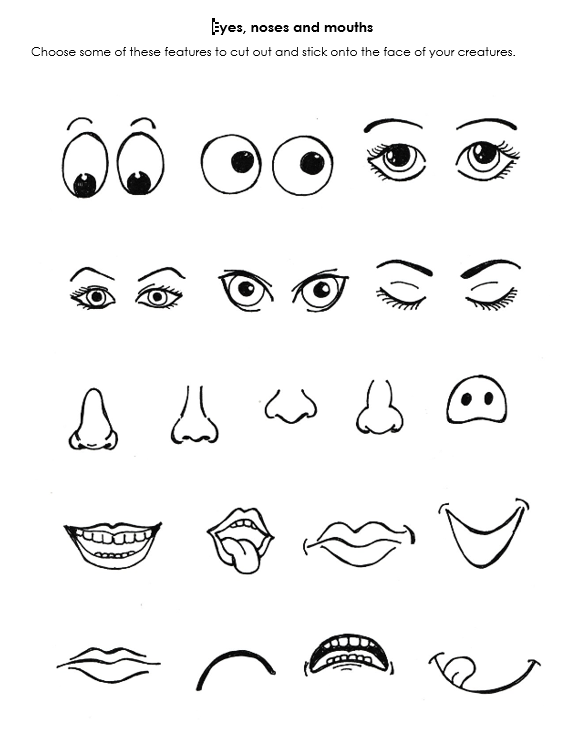 Eyes, noses and mouths
Choose some of these features to cut out and stick onto the face of your creatures.